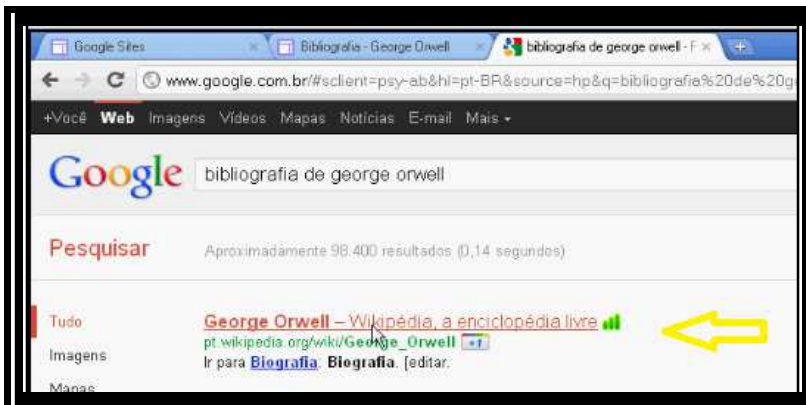 Google Sites Bibliografia - George Orwell bibliografia de george orwell - F
www.google.com.br/#sclient=psy-ab&hl=pt-BR&source=hp&q=bibliografia%20de%20g
+Você Web Imagens Vídeos Mapas Notícias E-mail Mais
Google bibliografia de george orwell
Pesquisar Aproximadamente 98.400 resultados (0,14 segundos)
Tudo George Orwell – Wikipédia, a enciclopédia livre
pt.wikipedia.org/wiki/George_Orwell +1
Imagens Ir para Biografia: Biografia. [editar.
Mapas